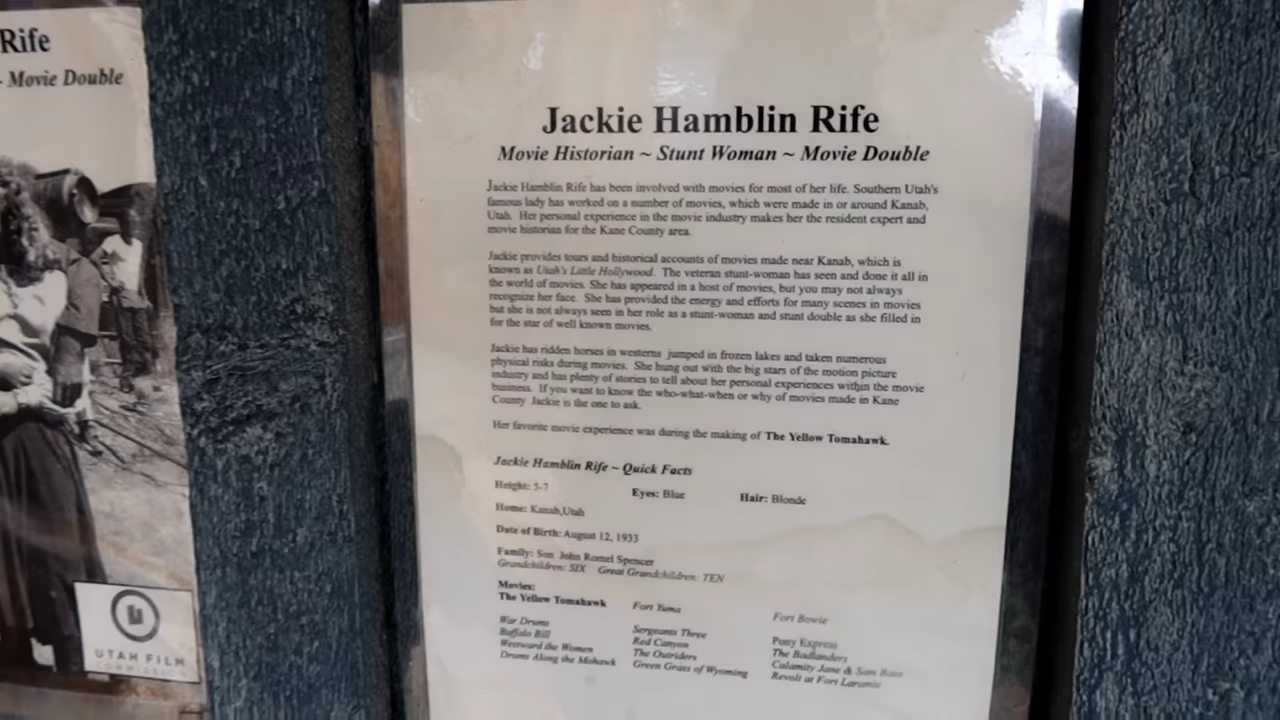 Rife
- Movie Double
UTAH FILM
COMMISSION
Jackie Hamblin Rife
Movie Historian ~ Stunt Woman ~ Movie Double
Jackie Hamblin Rife has been involved with movies for most of her life. Southern Utah's
famous lady has worked on a number of movies, which were made in or around Kanab,
Utah. Her personal experience in the movie industry makes her the resident expert and
movie historian for the Kane County area.
Jackie provides tours and historical accounts of movies made near Kanab, which is
known as Utah's Little Hollywood. The veteran stunt-woman has seen and done it all in
the world of movies. She has appeared in a host of movies, but you may not always
recognize her face. She has provided the energy and efforts for many scenes in movies
but she is not always seen in her role as a stunt-woman and stunt double as she filled in
for the star of well known movies.
Jackie has ridden horses in westerns jumped in frozen lakes and taken numerous
physical risks during movies. She hung out with the big stars of the motion picture
industry and has plenty of stories to tell about her personal experiences within the movie
business. If you want to know the who-what-when or why of movies made in Kane
County Jackie is the one to ask.
Her favorite movie experience was during the making of The Yellow Tomahawk.
Jackie Hamblin Rife ~ Quick Facts
Height: 5-7 Eyes: Blue Hair: Blonde
Home: Kanab,Utah
Date of Birth: August 12, 1933
Family: Son John Romel Spencer
Grandchildren: SIX Great Grandchildren: TEN
Movies:
The Yellow Tomahawk Fort Yuma Fort Bowie
War Drums Sergeants Three Pony Express
Buffalo Bill Red Canyon The Badlanders
Westward the Women The Outriders Calamity Jane & Sam Bass
Drums Along the Mohawk Green Grass of Wyoming Revolt at Fort Laramie